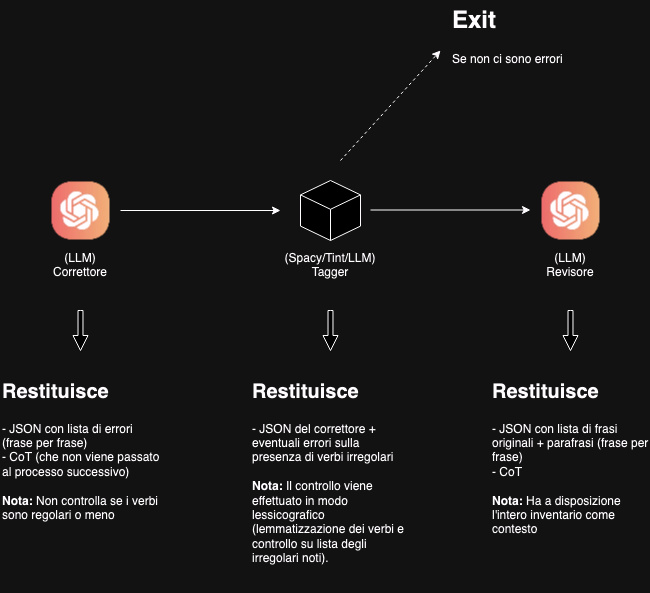 Exit
Se non ci sono errori
(LLM)
Correttore
(Spacy/Tint/LLM)
Tagger
(LLM)
Revisore
Restituisce
- JSON con lista di errori
(frase per frase)
- CoT (che non viene passato
al processo successivo)
Nota: Non controlla se i verbi
sono regolari o meno
Restituisce
- JSON del correttore +
eventuali errori sulla
presenza di verbi irregolari
Nota: Il controllo viene
effettuato in modo
lessicografico
(lemmatizzazione dei verbi e
controllo su lista degli
irregolari noti).
Restituisce
- JSON con lista di frasi
originali + parafrasi (frase per
frase)
- CoT
Nota: Ha a disposizione
l'intero inventario come
contesto